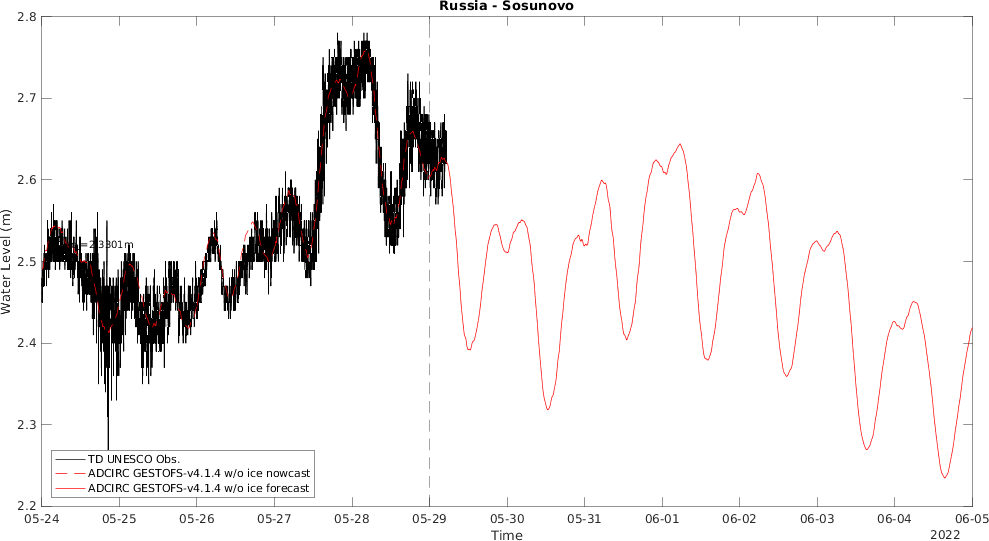 Russia - Sosunovo
2.8
2.7
2.6
2.5
2.4
2.3
2.2
Water Level (m)
TD UNESCO Obs.
ADCIRC GESTOFS-v4.1.4 w/o ice nowcast
ADCIRC GESTOFS-v4.1.4 w/o ice forecast
05-24 05-25 05-26 05-27 05-28 05-29 05-30 05-31 06-01 06-02 06-03 06-04 06-05
Time
2022